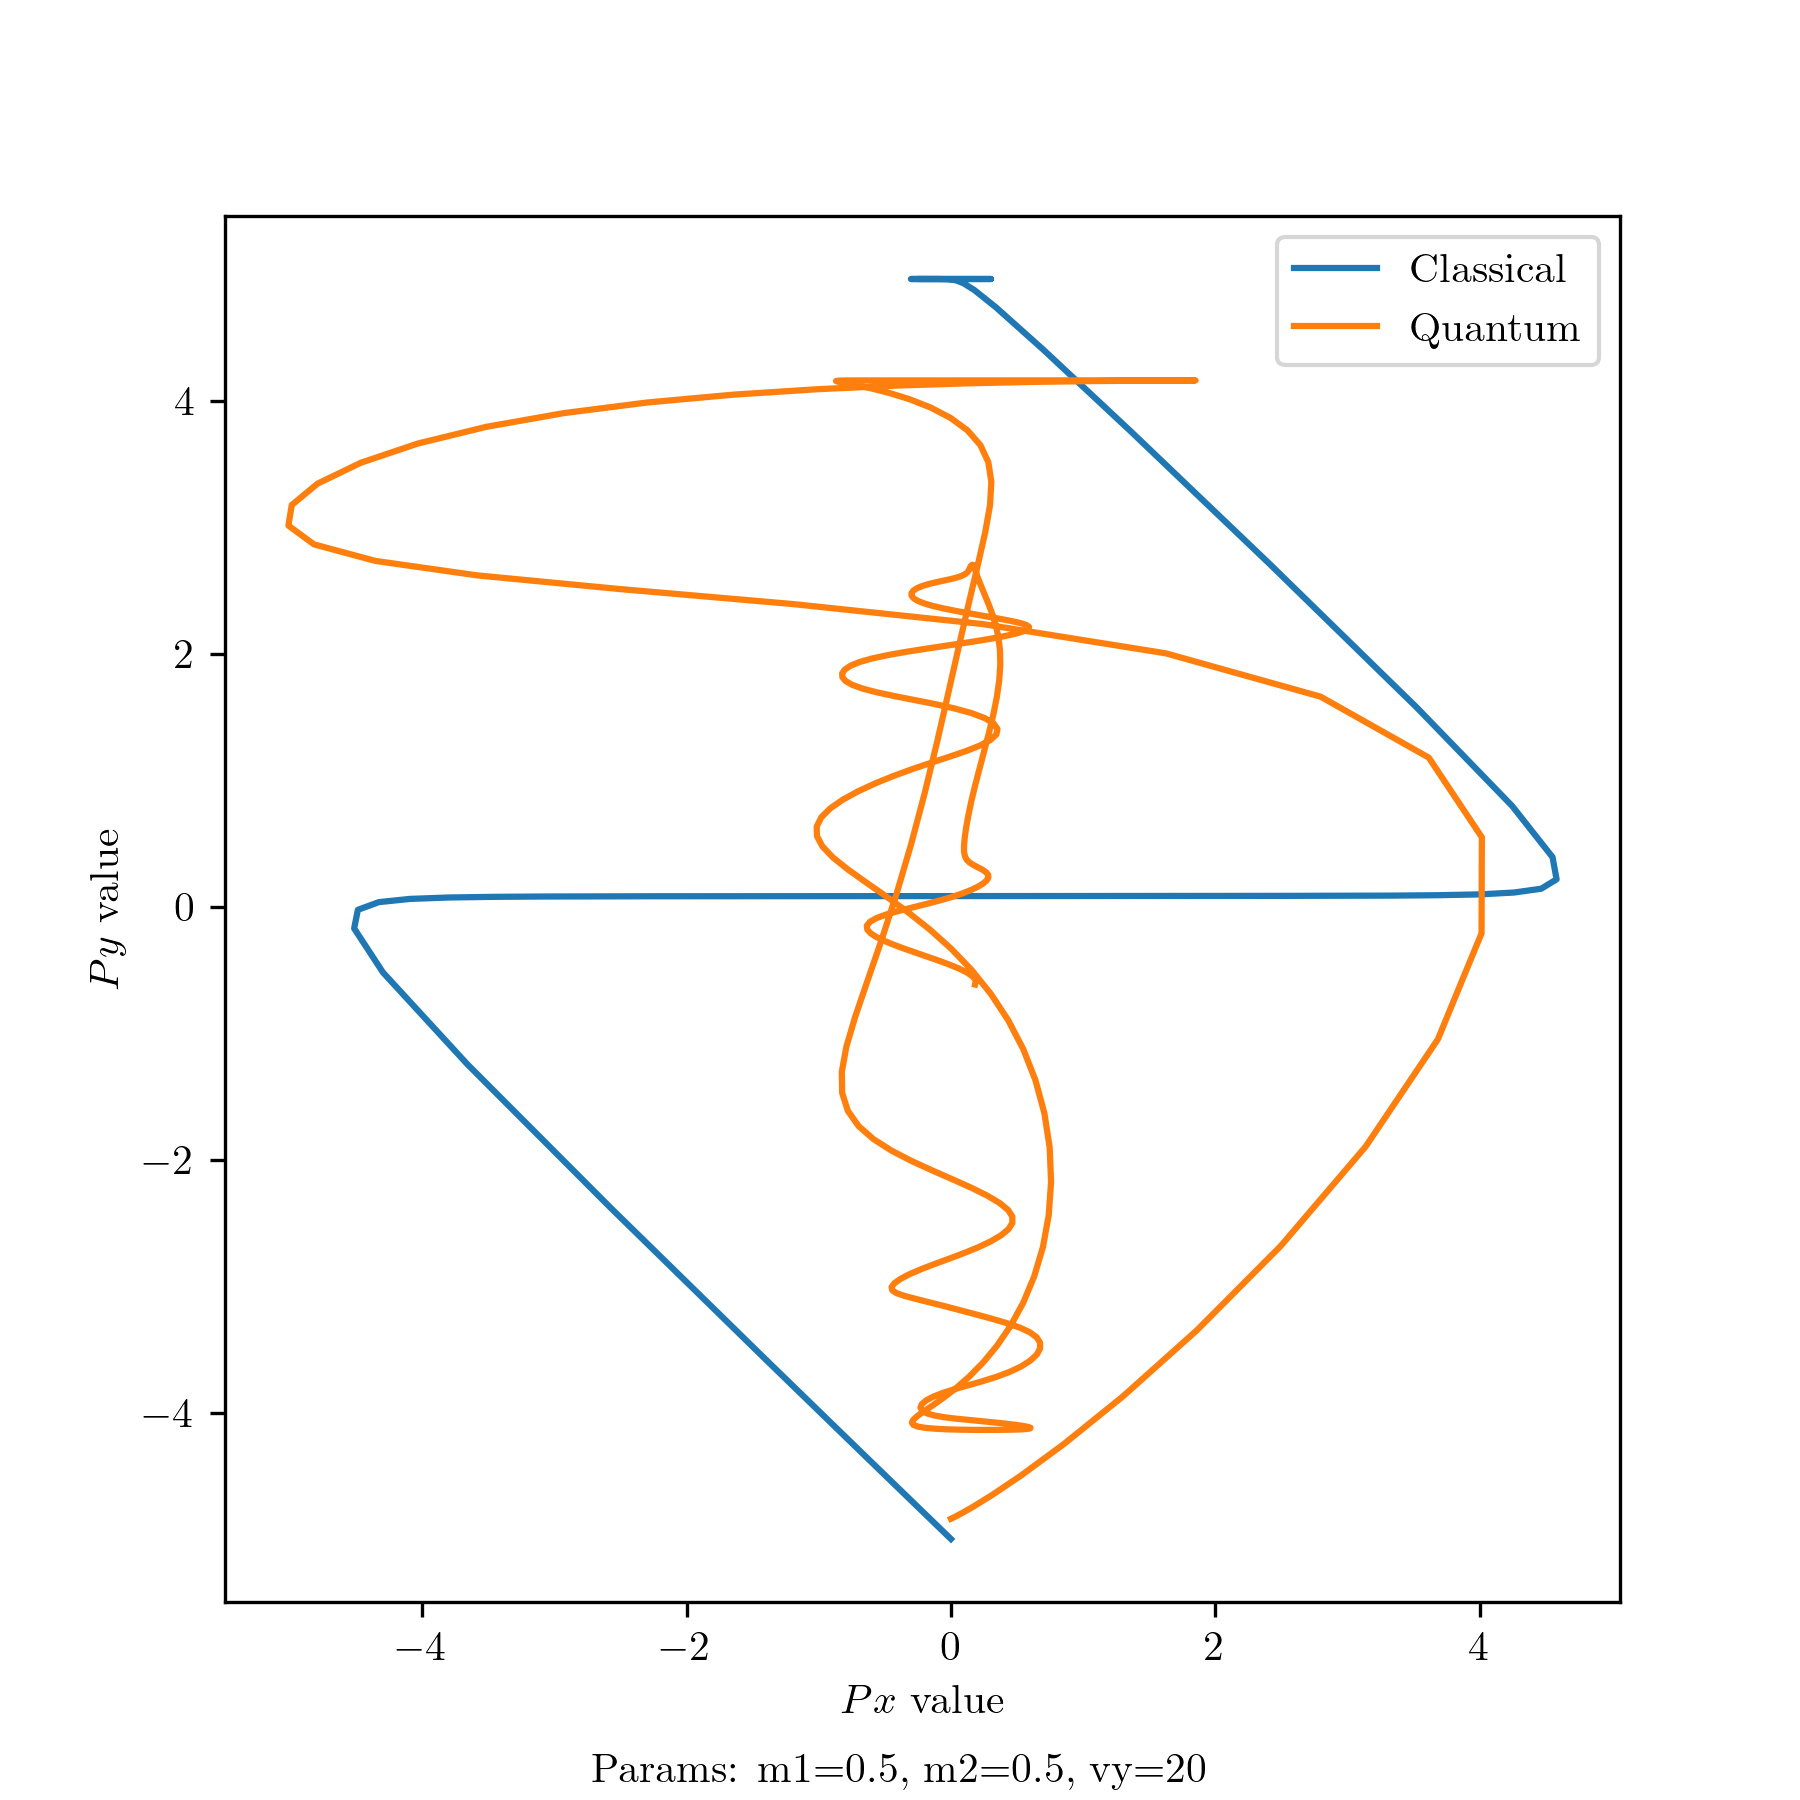 Classical
Quantum
4
2
0
−2
−4
Py value
−4 −2 0 2 4
Px value
Params: m1=0.5, m2=0.5, vy=20